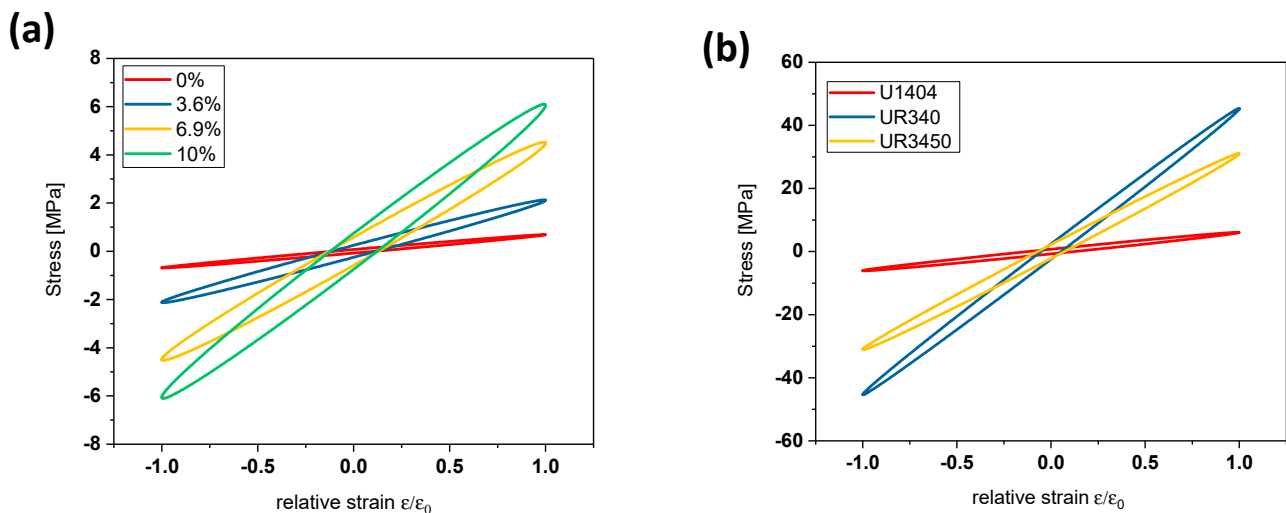 (a)
8
6
4
2
0
-2
-4
-6
-8
Stress [MPa]
0%
3.6%
6.9%
10%
-1.0 -0.5 0.0 0.5 1.0
relative strain ε/ε₀
(b)
60
40
20
0
-20
-40
-60
Stress [MPa]
U1404
UR340
UR3450
-1.0 -0.5 0.0 0.5 1.0
relative strain ε/ε₀